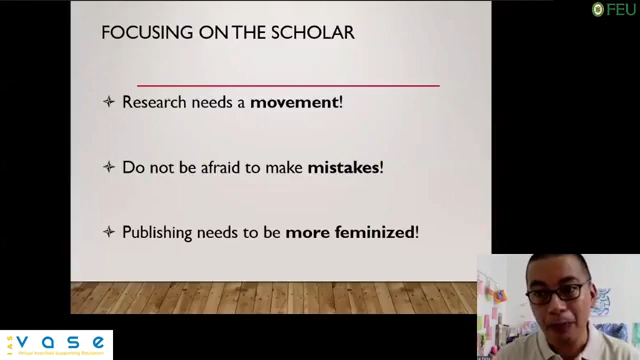 FEU
FOCUSING ON THE SCHOLAR
Research needs a movement!
Do not be afraid to make mistakes!
Publishing needs to be more feminized!
IAS
vase